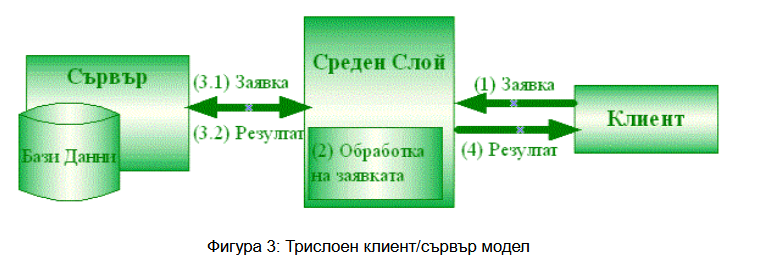 Сървър
Бази Данни
(3.1) Заявка
(3.2) Резултат
Среден Слой
(2) Обработка
на заявката
(1) Заявка
(4) Резултат
Клиент
Фигура 3: Трислоен клиент/сървър модел